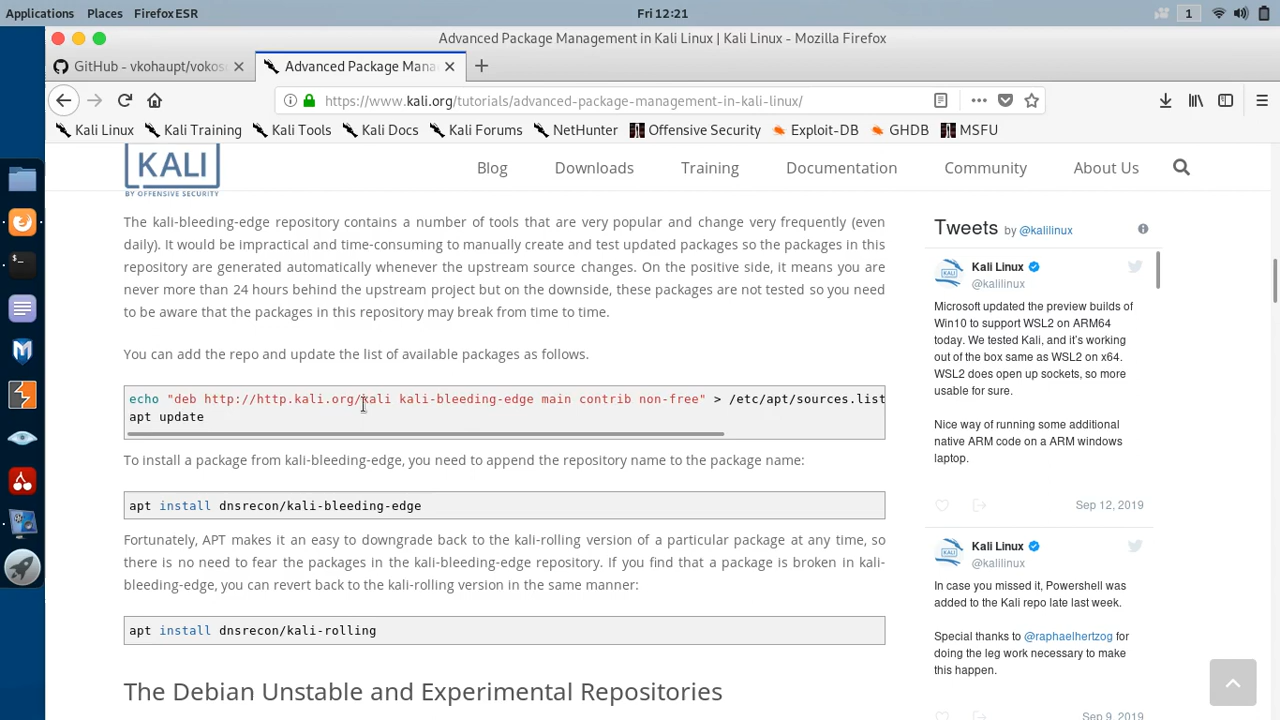 Applications Places Firefox ESR Fri 12:21 1
Advanced Package Management in Kali Linux | Kali Linux - Mozilla Firefox
GitHub - vkohaupt/vokos Advanced Package Mana
https://www.kali.org/tutorials/advanced-package-management-in-kali-linux/
Kali Linux Kali Training Kali Tools Kali Docs Kali Forums NetHunter Offensive Security Exploit-DB GHDB MSFU
KALI
BY OFFENSIVE SECURITY
Blog Downloads Training Documentation Community About Us
The kali-bleeding-edge repository contains a number of tools that are very popular and change very frequently (even
daily). It would be impractical and time-consuming to manually create and test updated packages so the packages in this
repository are generated automatically whenever the upstream source changes. On the positive side, it means you are
never more than 24 hours behind the upstream project but on the downside, these packages are not tested so you need
to be aware that the packages in this repository may break from time to time.
You can add the repo and update the list of available packages as follows.
echo "deb http://http.kali.org/kali kali-bleeding-edge main contrib non-free" > /etc/apt/sources.list
apt update
To install a package from kali-bleeding-edge, you need to append the repository name to the package name:
apt install dnsrecon/kali-bleeding-edge
Fortunately, APT makes it an easy to downgrade back to the kali-rolling version of a particular package at any time, so
there is no need to fear the packages in the kali-bleeding-edge repository. If you find that a package is broken in kali-
bleeding-edge, you can revert back to the kali-rolling version in the same manner:
apt install dnsrecon/kali-rolling
The Debian Unstable and Experimental Repositories
Tweets by @kalilinux
Kali Linux
@kalilinux
Microsoft updated the preview builds of
Win10 to support WSL2 on ARM64
today. We tested Kali, and it's working
out of the box same as WSL2 on x64.
WSL2 does open up sockets, so more
usable for sure.
Nice way of running some additional
native ARM code on a ARM windows
laptop.
Sep 12, 2019
Kali Linux
@kalilinux
In case you missed it, Powershell was
added to the Kali repo late last week.
Special thanks to @raphaelhertzog for
doing the leg work necessary to make
this happen.
Sep 9, 2019